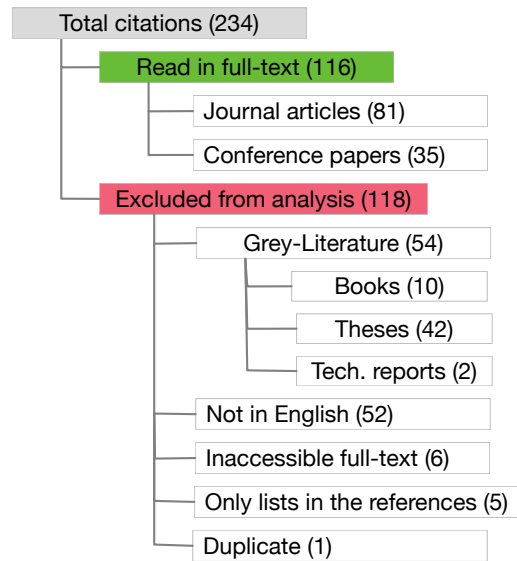 Total citations (234)
Read in full-text (116)
Journal articles (81)
Conference papers (35)
Excluded from analysis (118)
Grey-Literature (54)
Books (10)
Theses (42)
Tech. reports (2)
Not in English (52)
Inaccessible full-text (6)
Only lists in the references (5)
Duplicate (1)